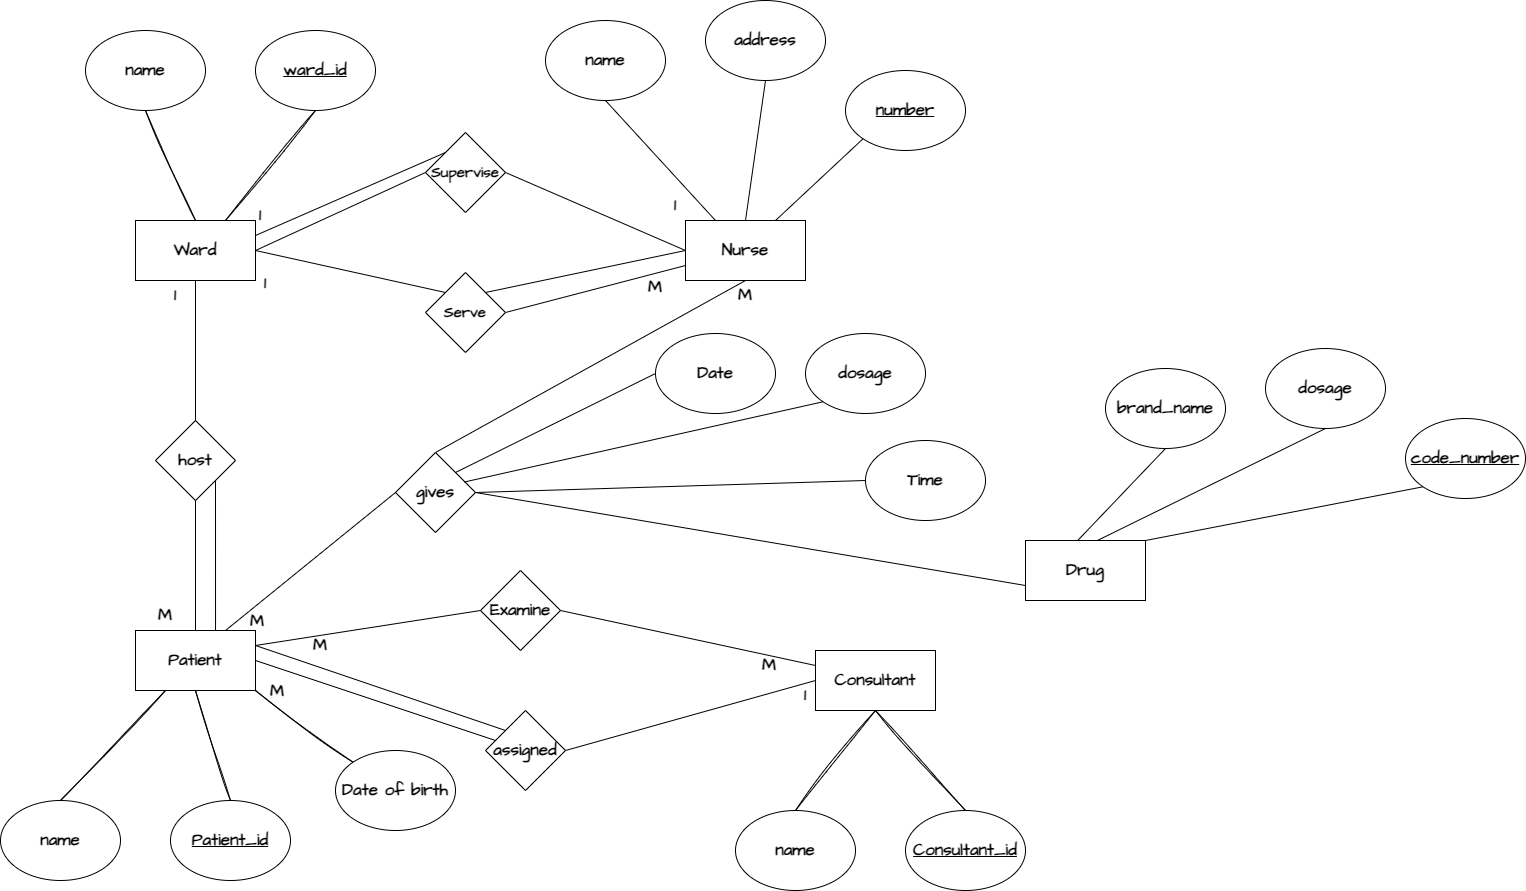 address
name
name
ward_id
number
Supervise
1
1
Ward
Nurse
1
1
M
M
Serve
Date
dosage
dosage
brand_name
host
code_number
gives
Time
Drug
Examine
M
M
M
Patient
M
Consultant
M
1
assigned
Date of birth
name
Patient_id
name
Consultant_id